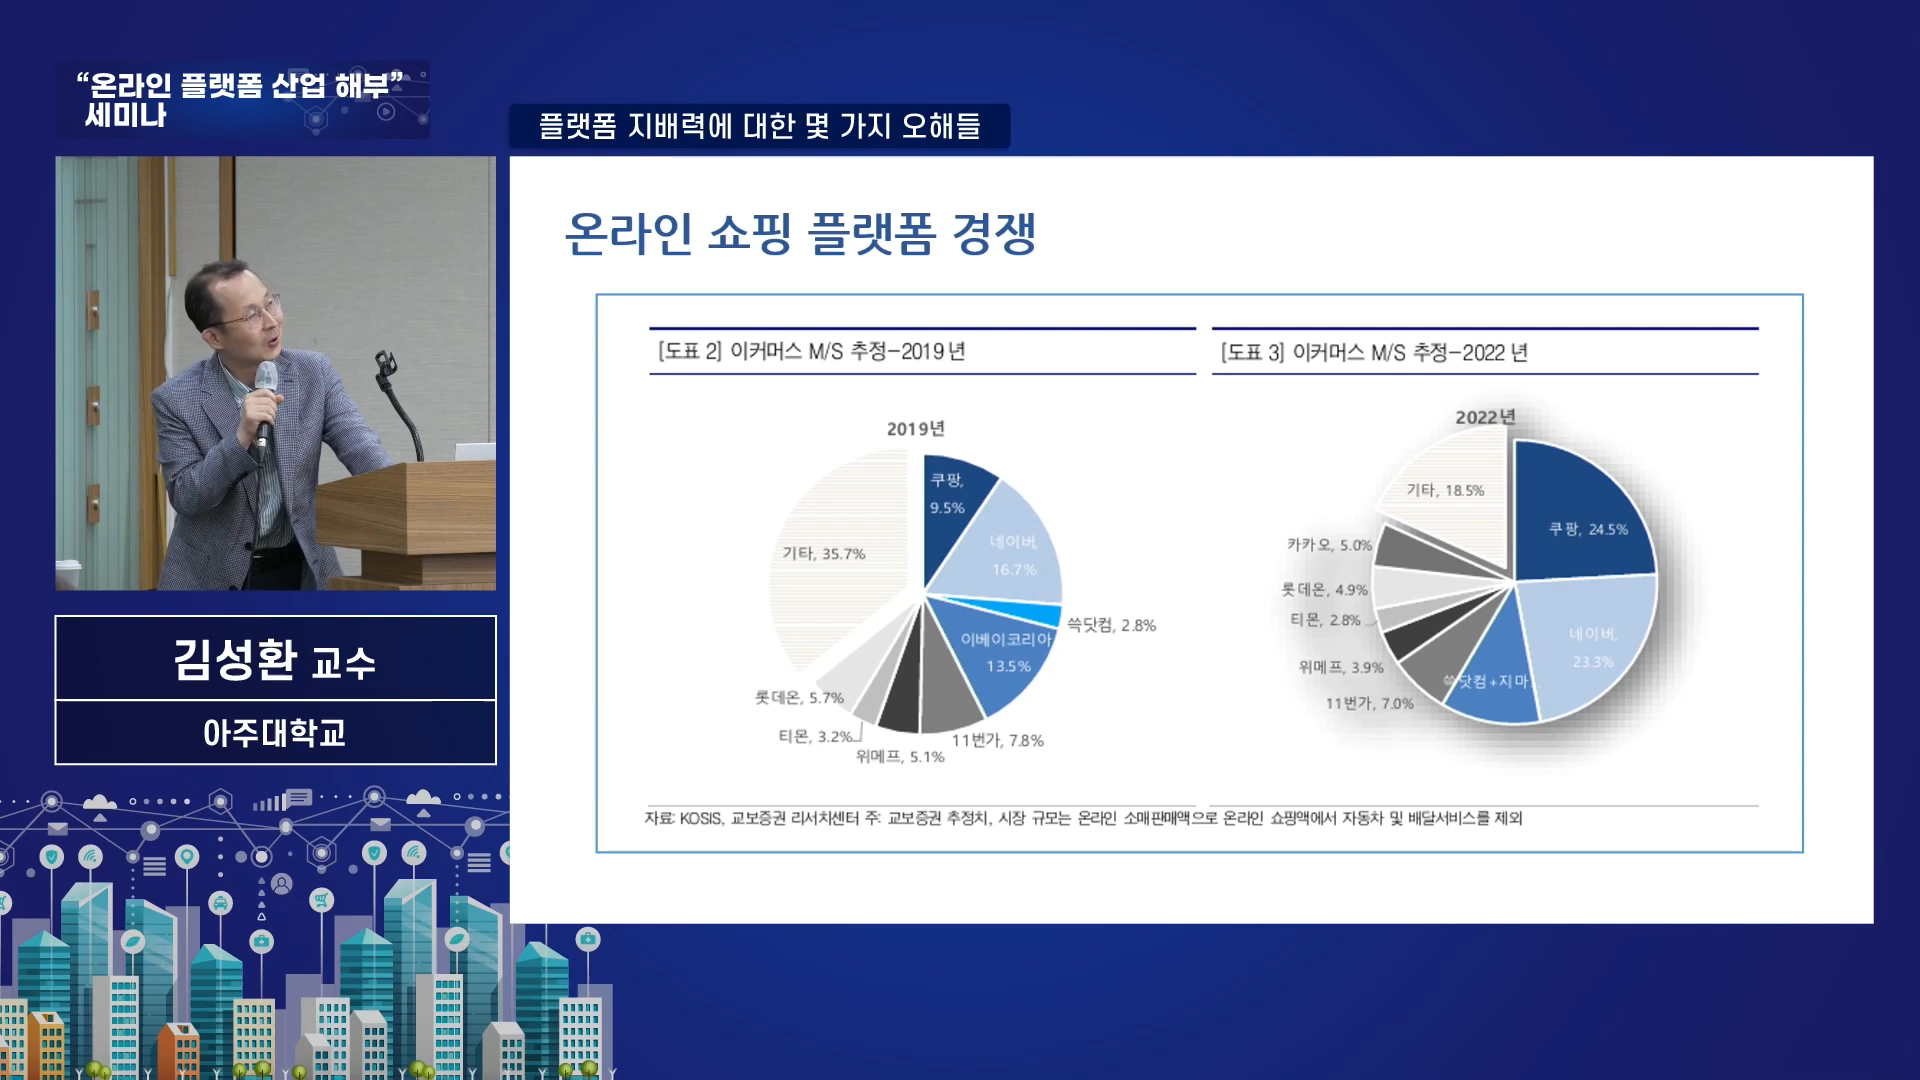 “온라인 플랫폼 산업 해부”
세미나
플랫폼 지배력에 대한 몇 가지 오해들
온라인 쇼핑 플랫폼 경쟁
[도표 2] 이커머스 M/S 추정-2019년
2019년
쿠팡,
9.5%
네이버,
16.7%
쓱닷컴, 2.8%
이베이코리아
13.5%
11번가, 7.8%
위메프, 5.1%
티몬, 3.2%
롯데온, 5.7%
기타, 35.7%
[도표 3] 이커머스 M/S 추정-2022년
2022년
쿠팡, 24.5%
네이버,
23.3%
쓱닷컴+지마
11번가, 7.0%
위메프, 3.9%
티몬, 2.8%
롯데온, 4.9%
카카오, 5.0%
기타, 18.5%
자료: KOSIS, 교보증권 리서치센터 주: 교보증권 추정치, 시장 규모는 온라인 소매판매액으로 온라인 쇼핑액에서 자동차 및 배달서비스를 제외
김성환 교수
아주대학교